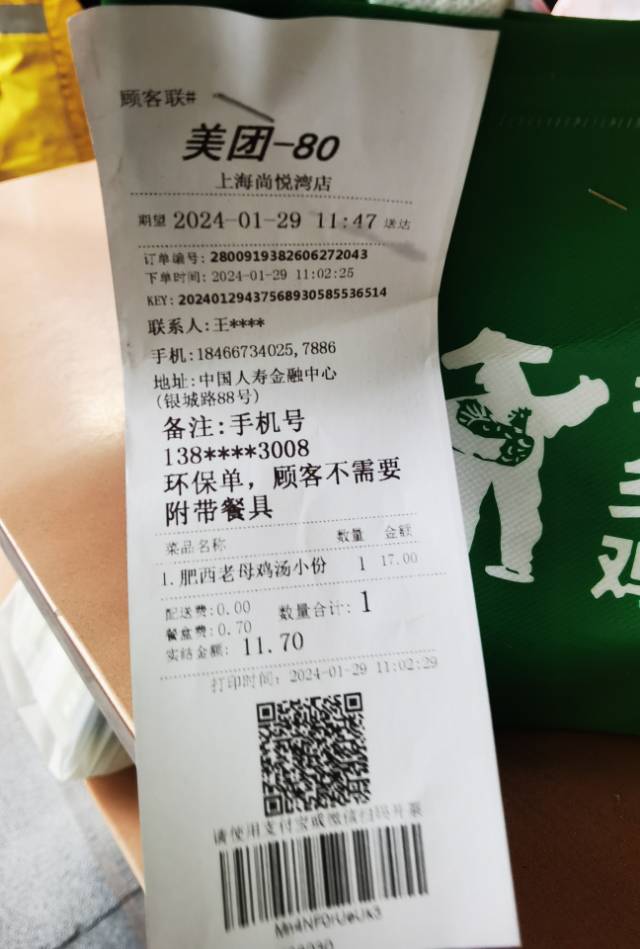 顾客联#
美团-80
上海尚悦湾店
期望 2024-01-29 11:47 送达
订单编号: 2800919382606272043
下单时间: 2024-01-29 11:02:25
KEY: 20240129437568930585536514
联系人:王****
手机:18466734025,7886
地址:中国人寿金融中心
(银城路88号)
备注:手机号
138****3008
环保单，顾客不需要
附带餐具
菜品名称 数量 金额
1.肥西老母鸡汤小份 1 17.00
配送费:0.00 数量合计: 1
餐盒费:0.70
实结金额: 11.70
打印时间: 2024-01-29 11:02:29
请使用支付宝或微信扫码开票
鸡